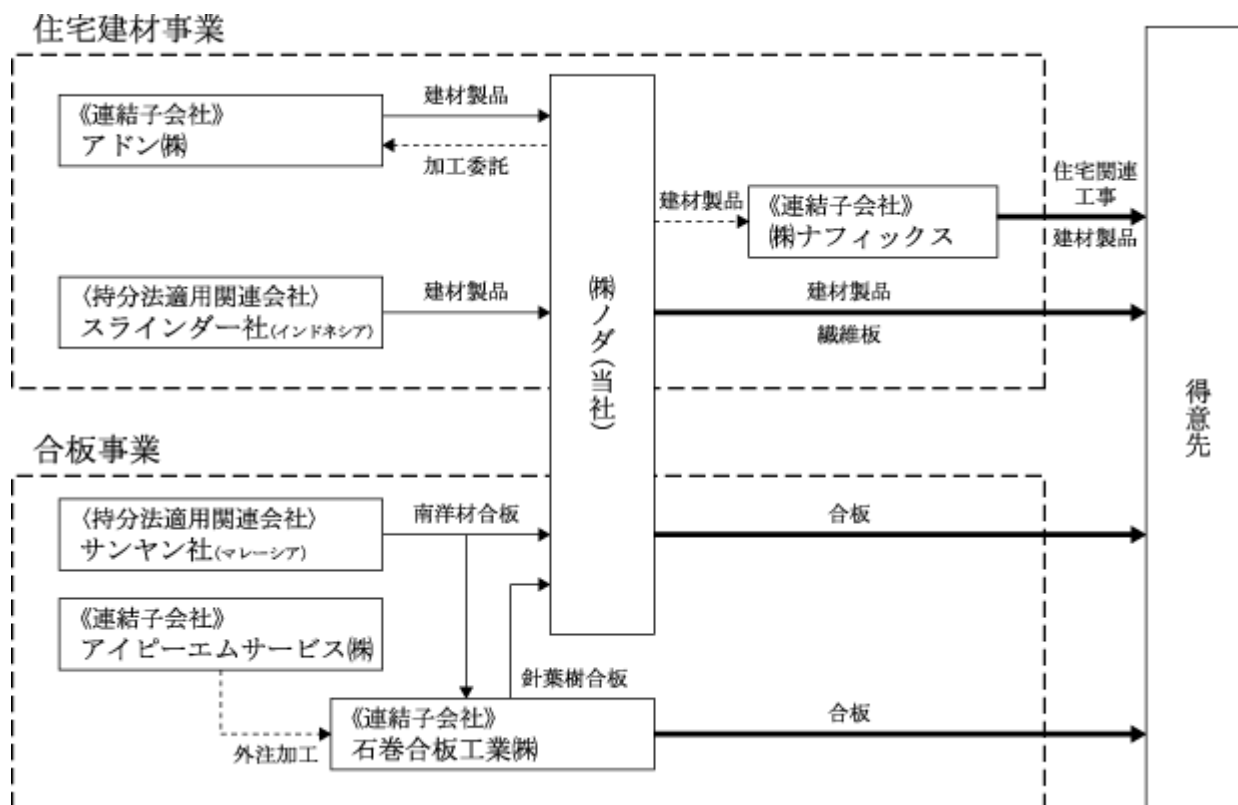 住宅建材事業
《連結子会社》
アドン㈱
建材製品
加工委託
建材製品
《連結子会社》
㈱ナフィックス
住宅関連
工事
建材製品
〈持分法適用関連会社〉
スラインダー社(インドネシア)
建材製品
㈱ノダ(当社)
建材製品
繊維板
得意先
合板事業
〈持分法適用関連会社〉
サンヤン社(マレーシア)
南洋材合板
合板
《連結子会社》
アイピーエムサービス㈱
針葉樹合板
外注加工
《連結子会社》
石巻合板工業㈱
合板